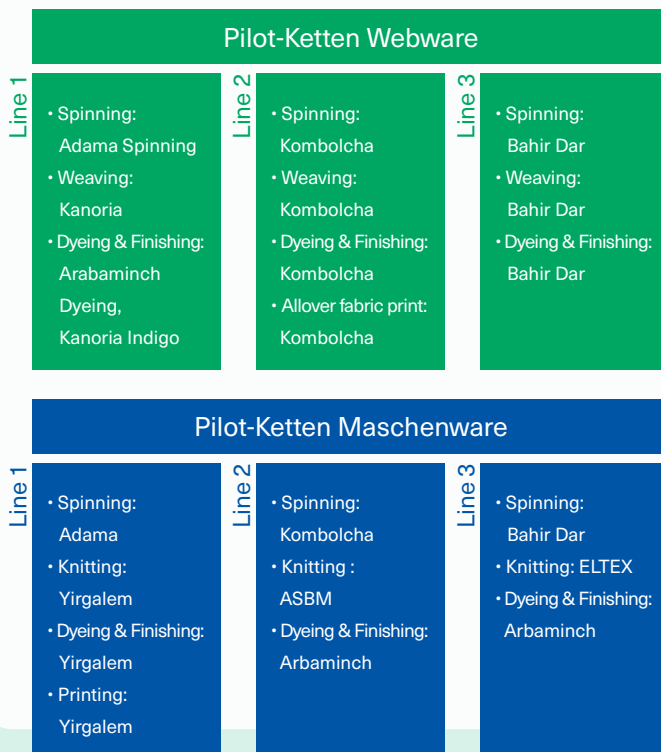 Pilot-Ketten Webware
Line 1
• Spinning:
Adama Spinning
• Weaving:
Kanoria
• Dyeing & Finishing:
Arabaminch
Dyeing,
Kanoria Indigo
Line 2
• Spinning:
Kombolcha
• Weaving:
Kombolcha
• Dyeing & Finishing:
Kombolcha
• Allover fabric print:
Kombolcha
Line 3
• Spinning:
Bahir Dar
• Weaving:
Bahir Dar
• Dyeing & Finishing:
Bahir Dar
Pilot-Ketten Maschenware
Line 1
• Spinning:
Adama
• Knitting:
Yirgalem
• Dyeing & Finishing:
Yirgalem
• Printing:
Yirgalem
Line 2
• Spinning:
Kombolcha
• Knitting :
ASBM
• Dyeing & Finishing:
Arbaminch
Line 3
• Spinning:
Bahir Dar
• Knitting: ELTEX
• Dyeing & Finishing:
Arbaminch